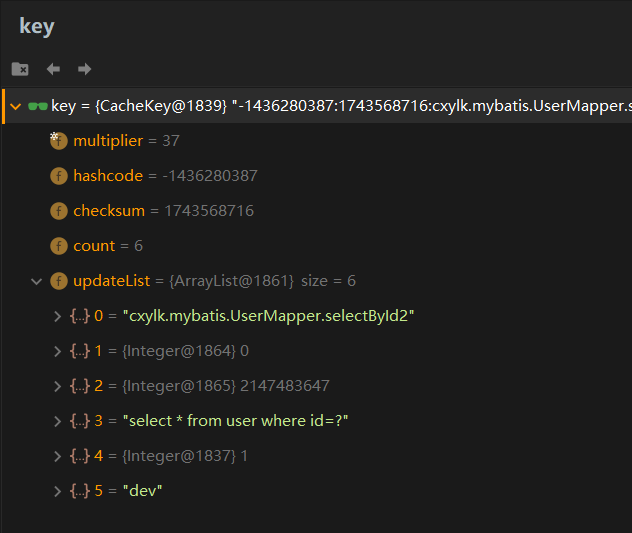 key
key = {CacheKey@1839} "-1436280387:1743568716:cxylk.mybatis.UserMapper.s
multiplier = 37
hashcode = -1436280387
checksum = 1743568716
count = 6
updateList = {ArrayList@1861} size = 6
{...} 0 = "cxylk.mybatis.UserMapper.selectById2"
{...} 1 = {Integer@1864} 0
{...} 2 = {Integer@1865} 2147483647
{...} 3 = "select * from user where id=?"
{...} 4 = {Integer@1837} 1
{...} 5 = "dev"